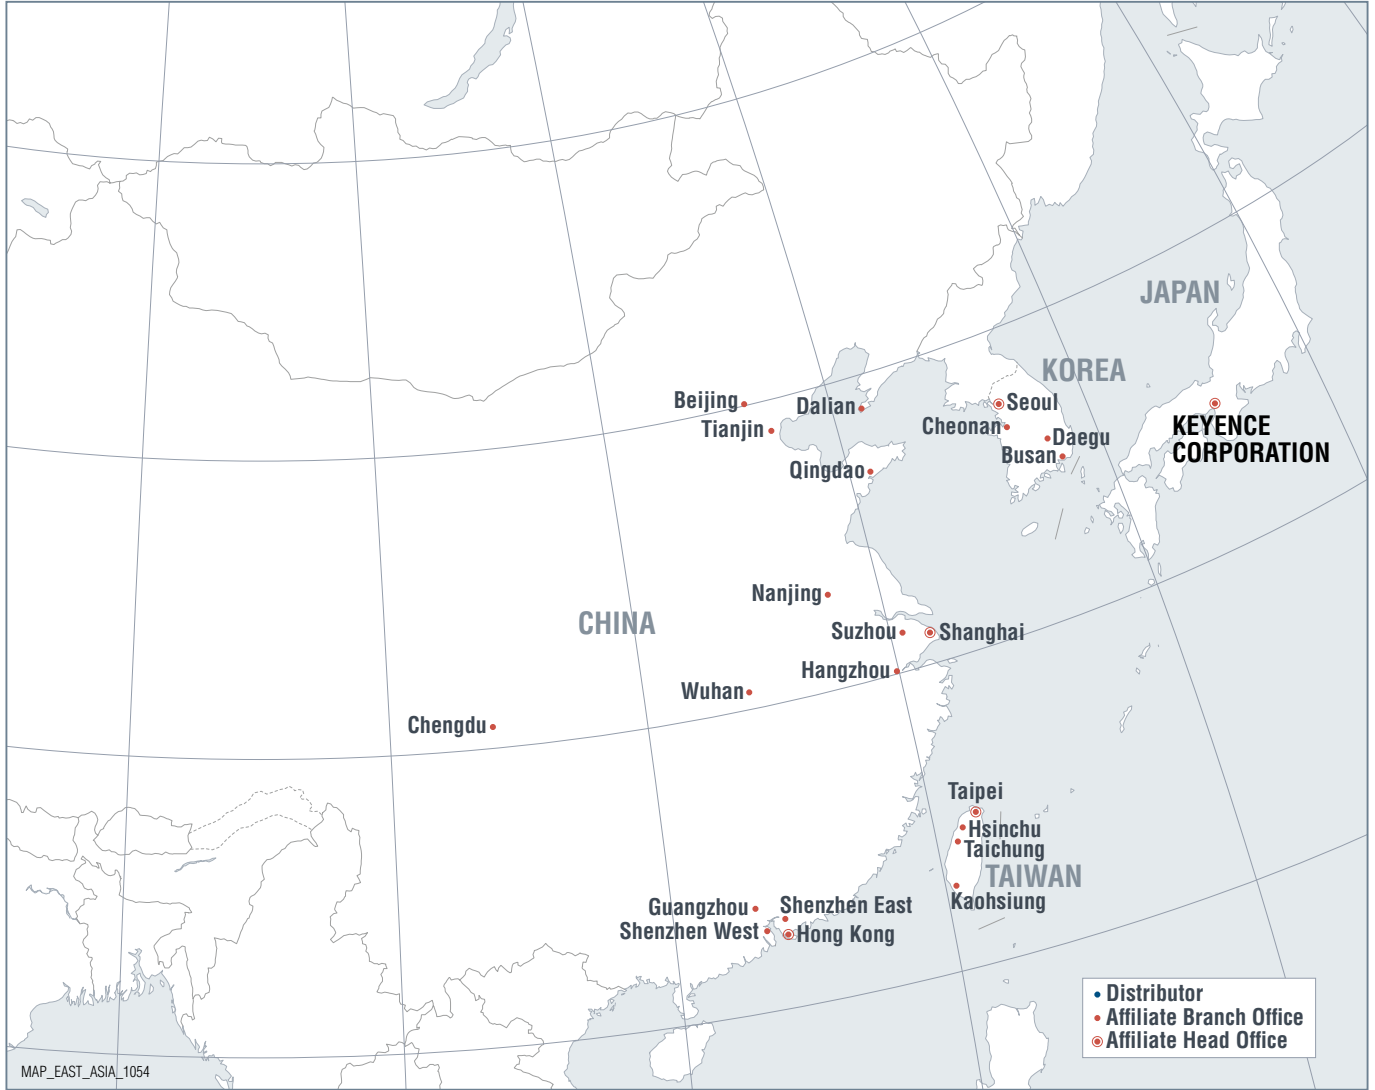 JAPAN
KOREA
Beijing
Dalian
Seoul
Tianjin
Cheonan
Daegu
KEYENCE
CORPORATION
Busan
Qingdao
Nanjing
CHINA
Suzhou
Shanghai
Hangzhou
Wuhan
Chengdu
Taipei
Hsinchu
Taichung
TAIWAN
Kaohsiung
Guangzhou
Shenzhen East
Shenzhen West
Hong Kong
Distributor
Affiliate Branch Office
Affiliate Head Office
MAP_EAST_ASIA_1054